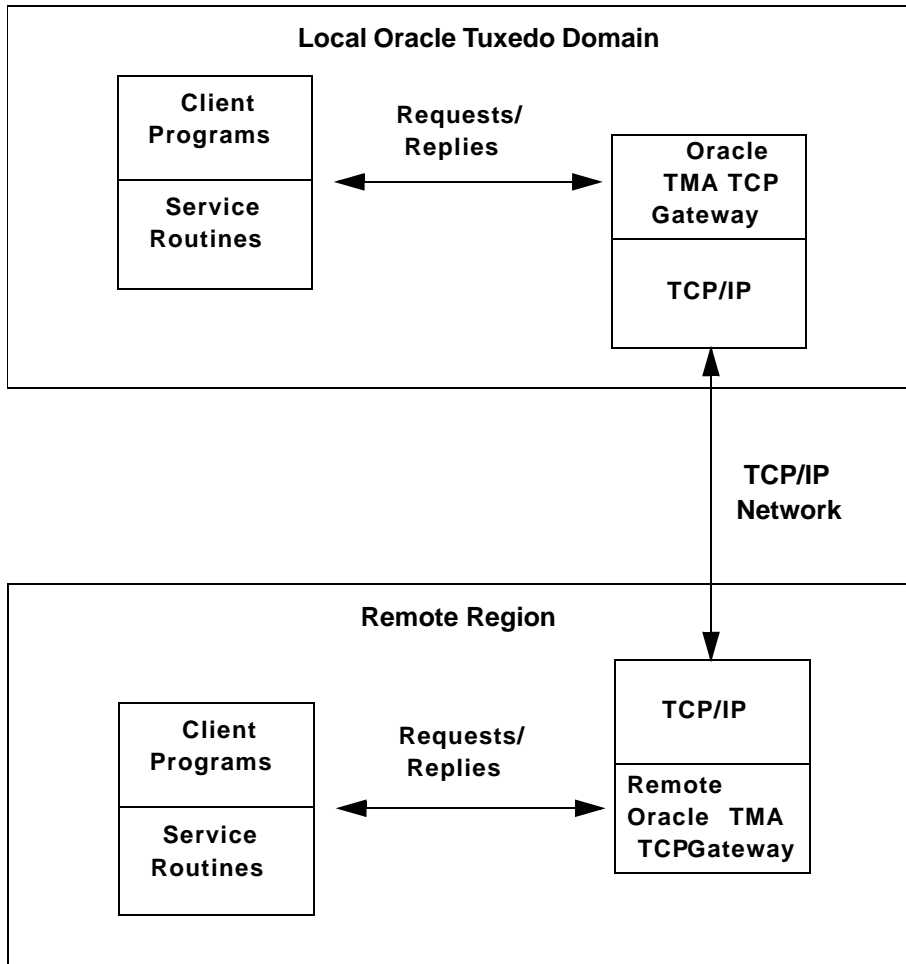 Local Oracle Tuxedo Domain
Client
Programs
Service
Routines
Requests/
Replies
Oracle
TMA TCP
Gateway
TCP/IP
TCP/IP
Network
Remote Region
Client
Programs
Service
Routines
Requests/
Replies
TCP/IP
Remote
Oracle TMA
TCPGateway